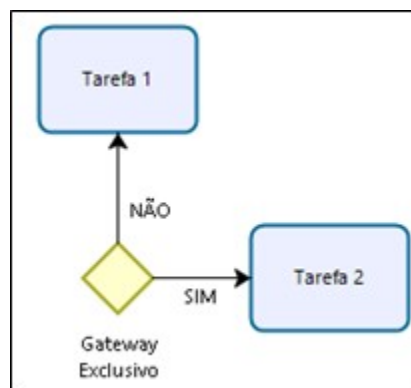 Tarefa 1
NÃO
Tarefa 2
SIM
Gateway
Exclusivo